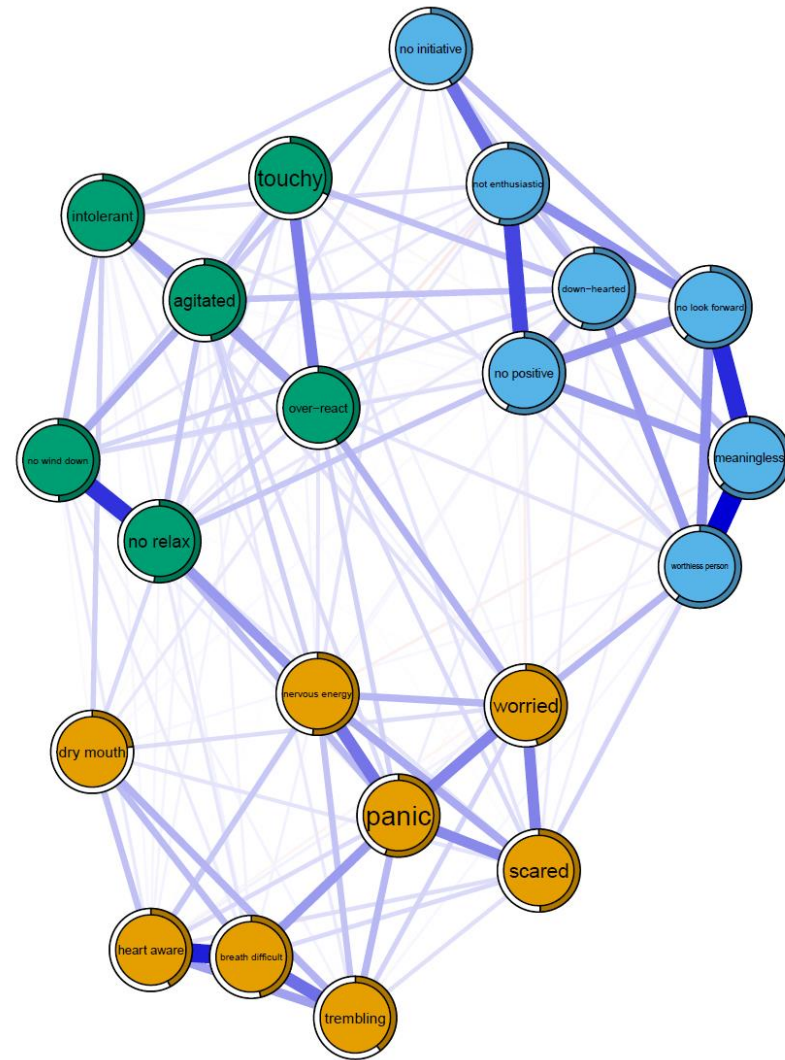 no initiative
touchy
not enthusiastic
intolerant
agitated
down-hearted
no look forward
no positive
over-react
no wind down
meaningless
no relax
worthless person
nervous energy
worried
dry mouth
panic
scared
heart aware
breath difficult
trembling